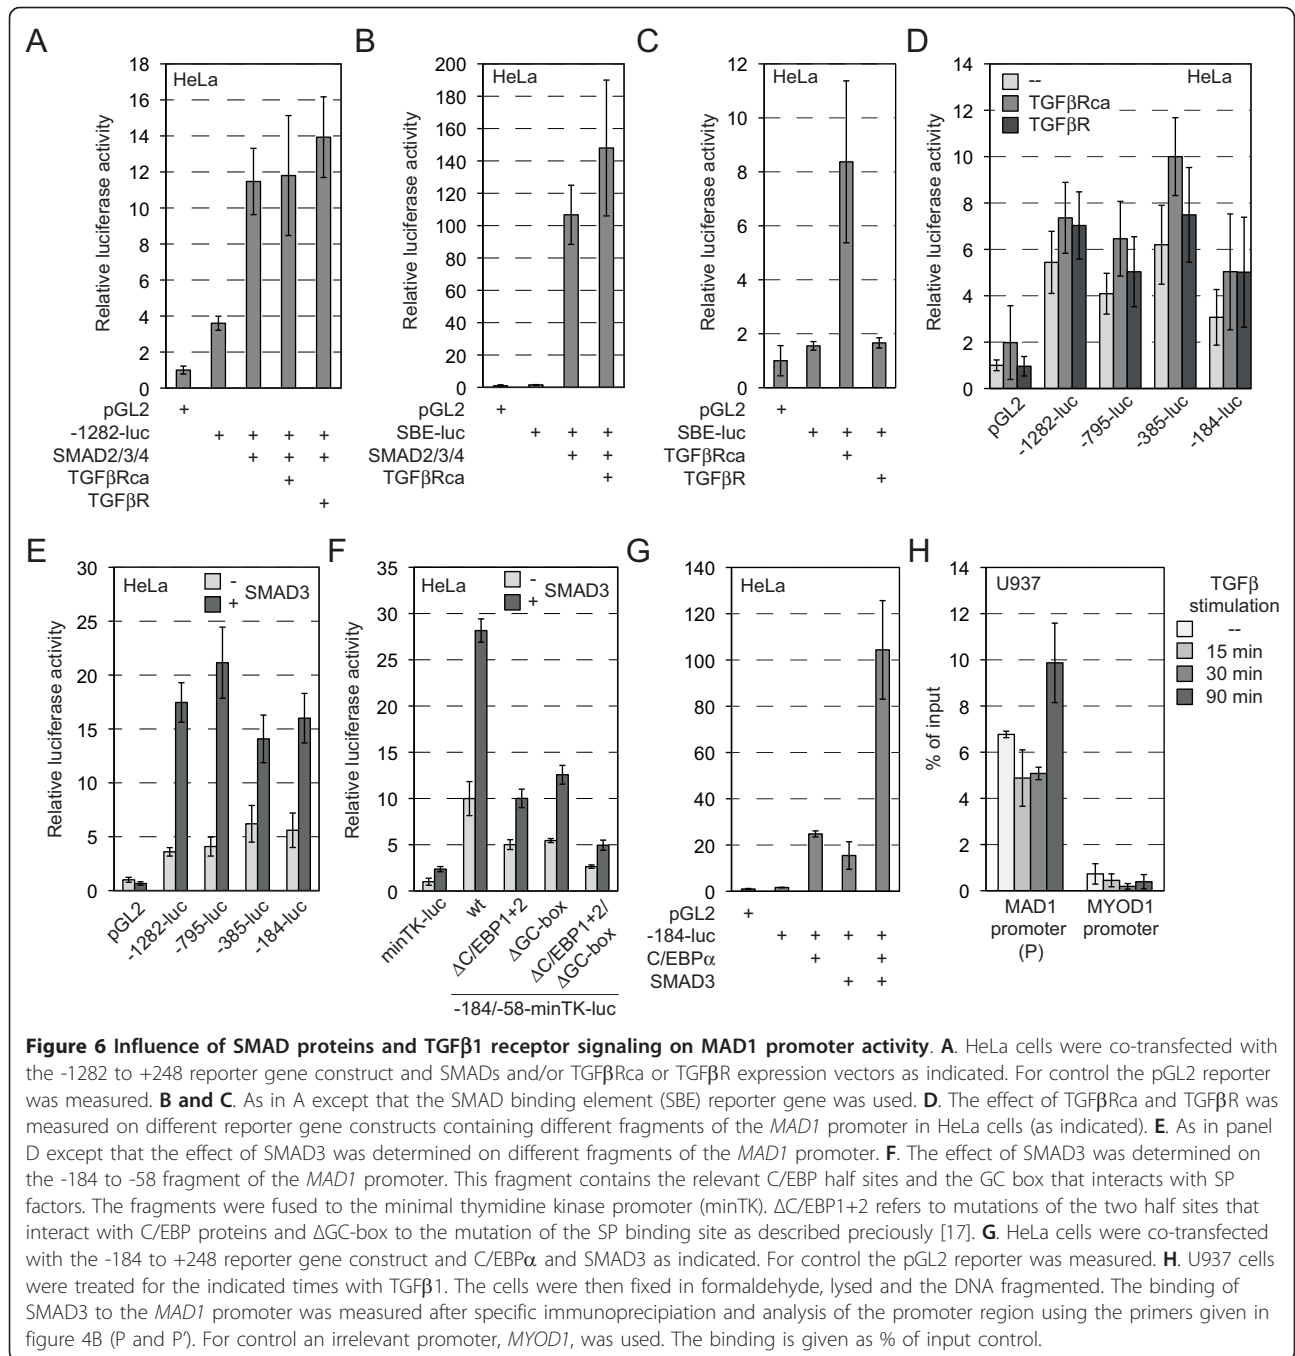 A
HeLa
Relative luciferase activity
18
16
14
12
10
8
6
4
2
0
pGL2 +
-1282-luc + + + +
SMAD2/3/4 + + +
TGFβRca +
TGFβR +
B
HeLa
Relative luciferase activity
200
180
160
140
120
100
80
60
40
20
0
pGL2 +
SBE-luc + + +
SMAD2/3/4 + +
TGFβRca +
C
HeLa
Relative luciferase activity
12
10
8
6
4
2
0
pGL2 +
SBE-luc + + +
TGFβRca +
TGFβR +
D
HeLa
--
TGFβRca
TGFβR
Relative luciferase activity
14
12
10
8
6
4
2
0
pGL2
-1282-luc
-795-luc
-385-luc
-184-luc
E
HeLa
- SMAD3
+
Relative luciferase activity
30
25
20
15
10
5
0
pGL2
-1282-luc
-795-luc
-385-luc
-184-luc
F
HeLa
- SMAD3
+
Relative luciferase activity
35
30
25
20
15
10
5
0
minTK-luc
wt
ΔC/EBP1+2
ΔGC-box
ΔC/EBP1+2/
ΔGC-box
-184/-58-minTK-luc
G
HeLa
Relative luciferase activity
140
120
100
80
60
40
20
0
pGL2 +
-184-luc + + + +
C/EBPα + +
SMAD3 + +
H
U937
% of input
14
12
10
8
6
4
2
0
MAD1
promoter
(P)
MYOD1
promoter
TGFβ
stimulation
--
15 min
30 min
90 min
Figure 6 Influence of SMAD proteins and TGFβ1 receptor signaling on MAD1 promoter activity. A. HeLa cells were co-transfected with
the -1282 to +248 reporter gene construct and SMADs and/or TGFβRca or TGFβR expression vectors as indicated. For control the pGL2 reporter
was measured. B and C. As in A except that the SMAD binding element (SBE) reporter gene was used. D. The effect of TGFβRca and TGFβR was
measured on different reporter gene constructs containing different fragments of the MAD1 promoter in HeLa cells (as indicated). E. As in panel
D except that the effect of SMAD3 was determined on different fragments of the MAD1 promoter. F. The effect of SMAD3 was determined on
the -184 to -58 fragment of the MAD1 promoter. This fragment contains the relevant C/EBP half sites and the GC box that interacts with SP
factors. The fragments were fused to the minimal thymidine kinase promoter (minTK). ΔC/EBP1+2 refers to mutations of the two half sites that
interact with C/EBP proteins and ΔGC-box to the mutation of the SP binding site as described precviously [17]. G. HeLa cells were co-transfected
with the -184 to +248 reporter gene construct and C/EBPα and SMAD3 as indicated. For control the pGL2 reporter was measured. H. U937 cells
were treated for the indicated times with TGFβ1. The cells were then fixed in formaldehyde, lysed and the DNA fragmented. The binding of
SMAD3 to the MAD1 promoter was measured after specific immunoprecipiation and analysis of the promoter region using the primers given in
figure 4B (P and P'). For control an irrelevant promoter, MYOD1, was used. The binding is given as % of input control.